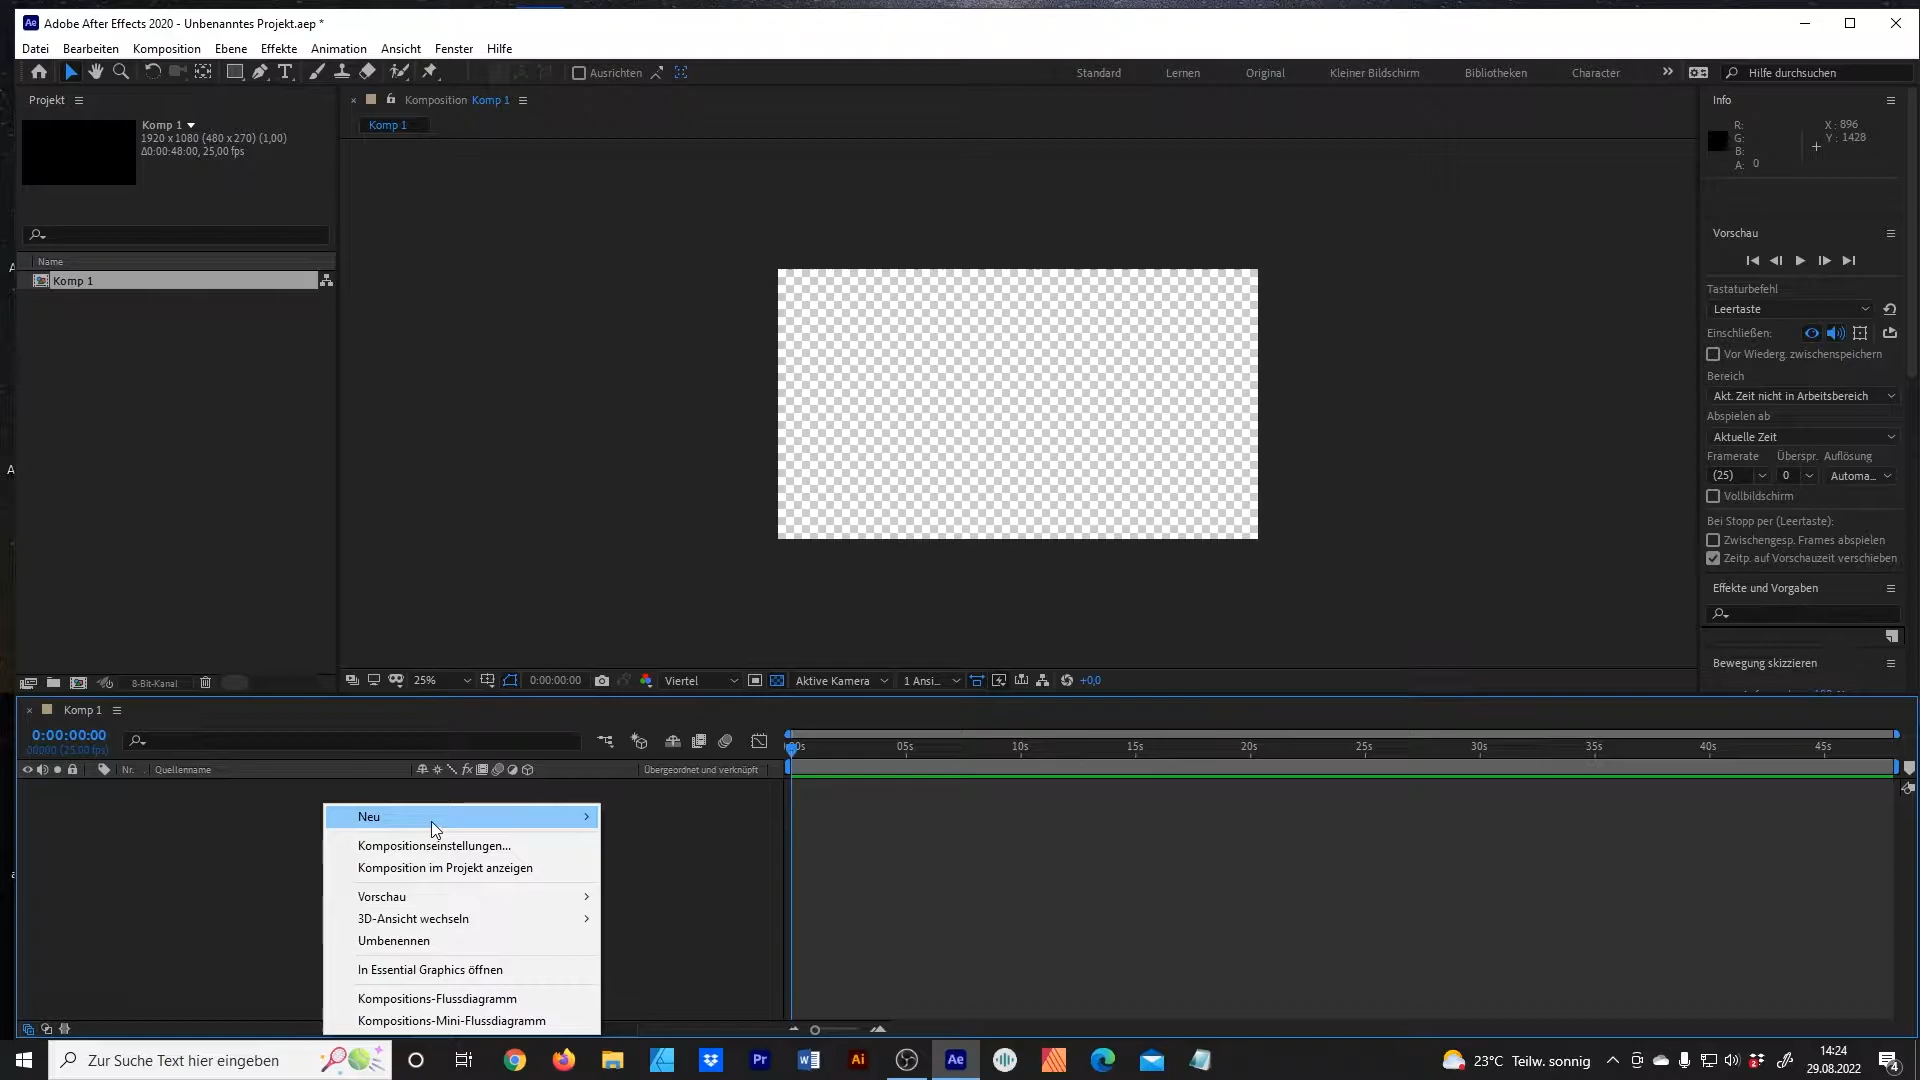 Adobe After Effects 2020 - Unbenanntes Projekt.aep *
Datei Bearbeiten Komposition Ebene Effekte Animation Ansicht Fenster Hilfe
Ausrichten Standard Lernen Original Kleiner Bildschirm Bibliotheken Character Hilfe durchsuchen
Projekt
Komp 1
1920 x 1080 (480 x 270) (1,00)
Δ0:00:48:00, 25,00 fps
Name
Komp 1
Komposition Komp 1
Komp 1
25% 0:00:00:00 Viertel Aktive Kamera 1 Ansi... +0,0
8-Bit-Kanal
Info
R:
G:
B:
A: 0
X : 896
Y : 1428
Vorschau
Tastaturbefehl
Leertaste
Einschließen:
Vor Wiederg. zwischenspeichern
Bereich
Akt. Zeit nicht in Arbeitsbereich
Abspielen ab
Aktuelle Zeit
Framerate Überspr. Auflösung
(25) 0 Automa...
Vollbildschirm
Bei Stopp per (Leertaste):
Zwischengesp. Frames abspielen
Zeitp. auf Vorschauzeit verschieben
Effekte und Vorgaben
Bewegung skizzieren
Komp 1
0:00:00:00
00000 (25.00 fps)
05s 10s 15s 20s 25s 30s 35s 40s 45s
Nr. Quellenname Übergeordnet und verknüpft
Neu
Kompositionseinstellungen...
Komposition im Projekt anzeigen
Vorschau
3D-Ansicht wechseln
Umbenennen
In Essential Graphics öffnen
Kompositions-Flussdiagramm
Kompositions-Mini-Flussdiagramm
Zur Suche Text hier eingeben
Pr Ai Ae
23°C Teilw. sonnig
14:24
29.08.2022
4